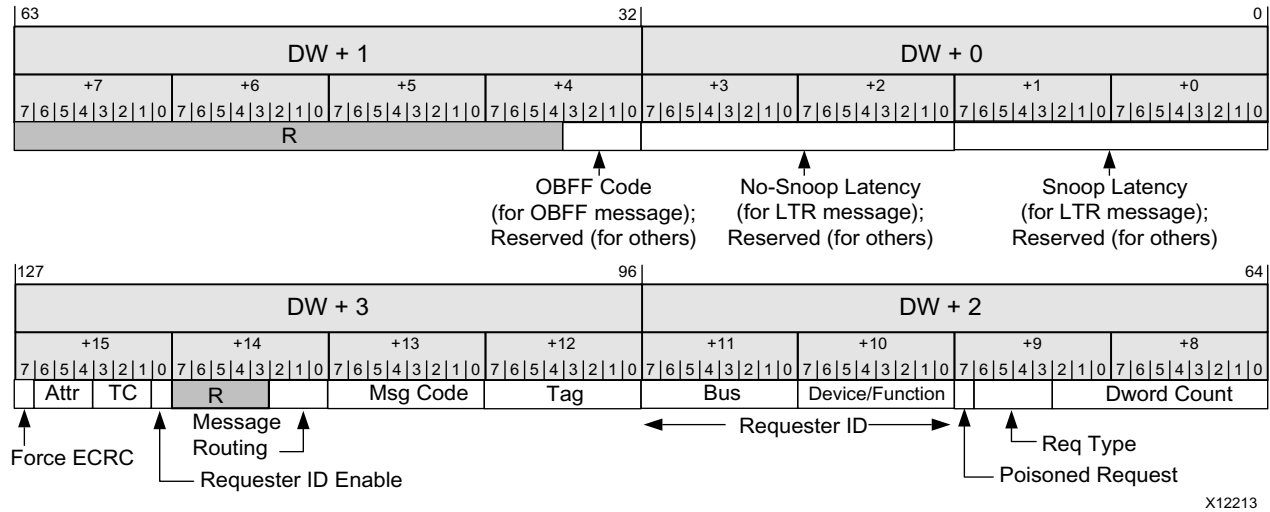 63 32 0
DW + 1 DW + 0
+7 +6 +5 +4 +3 +2 +1 +0
7 6 5 4 3 2 1 0 7 6 5 4 3 2 1 0 7 6 5 4 3 2 1 0 7 6 5 4 3 2 1 0 7 6 5 4 3 2 1 0 7 6 5 4 3 2 1 0 7 6 5 4 3 2 1 0 7 6 5 4 3 2 1 0
R
OBFF Code
(for OBFF message);
Reserved (for others)
No-Snoop Latency
(for LTR message);
Reserved (for others)
Snoop Latency
(for LTR message);
Reserved (for others)
127 96 64
DW + 3 DW + 2
+15 +14 +13 +12 +11 +10 +9 +8
7 6 5 4 3 2 1 0 7 6 5 4 3 2 1 0 7 6 5 4 3 2 1 0 7 6 5 4 3 2 1 0 7 6 5 4 3 2 1 0 7 6 5 4 3 2 1 0 7 6 5 4 3 2 1 0 7 6 5 4 3 2 1 0
Attr TC R Msg Code Tag Bus Device/Function Dword Count
Force ECRC
Message
Routing
Requester ID Enable
Requester ID
Req Type
Poisoned Request
X12213